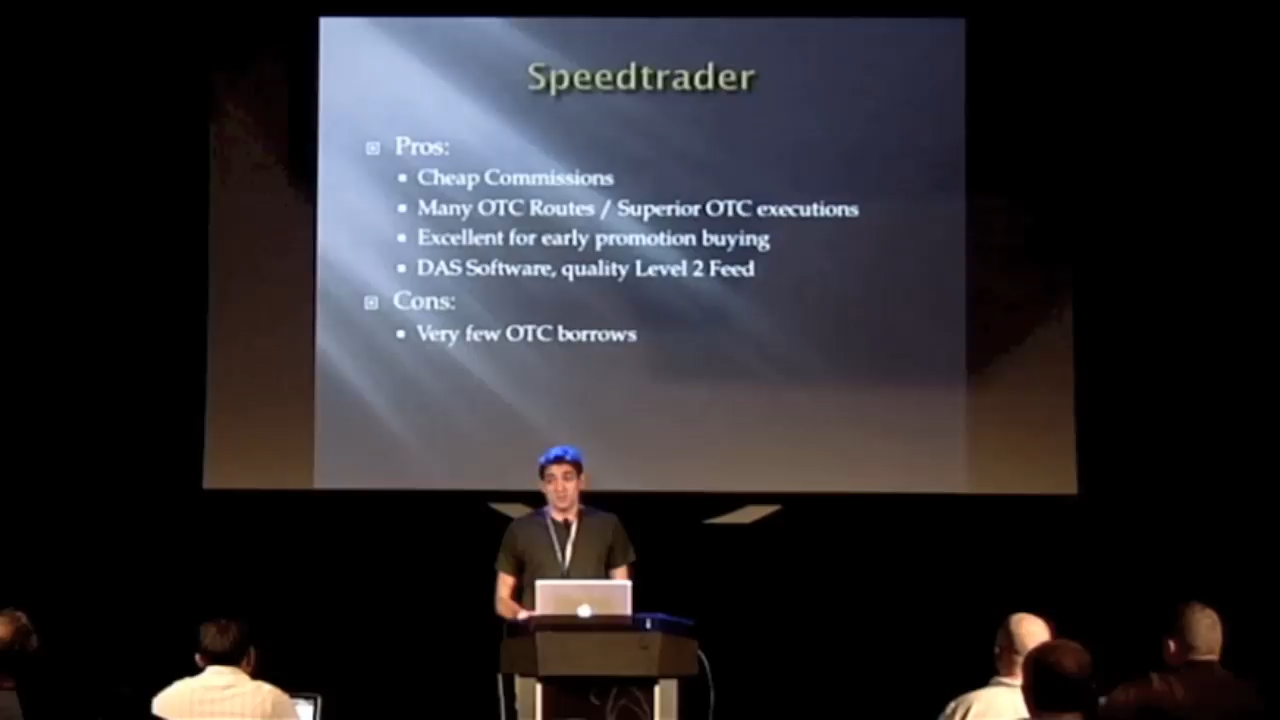 Speedtrader
Pros:
Cheap Commissions
Many OTC Routes / Superior OTC executions
Excellent for early promotion buying
DAS Software, quality Level 2 Feed
Cons:
Very few OTC borrows